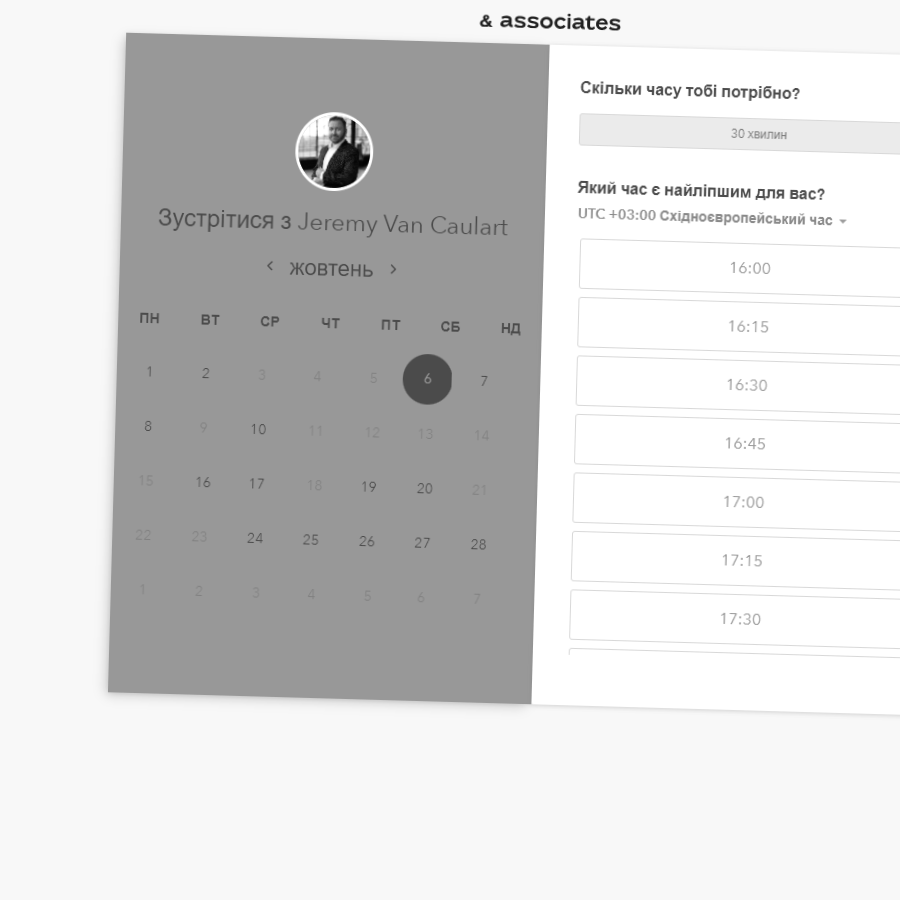 & associates
Зустрітися з Jeremy Van Caulart
жовтень
ПН ВТ СР ЧТ ПТ СБ НД
1 2 3 4 5 6 7
8 9 10 11 12 13 14
15 16 17 18 19 20 21
22 23 24 25 26 27 28
1 2 3 4 5 6 7
Скільки часу тобі потрібно?
30 хвилин
Який час є найліпшим для вас?
UTC +03:00 Східноєвропейський час
16:00
16:15
16:30
16:45
17:00
17:15
17:30